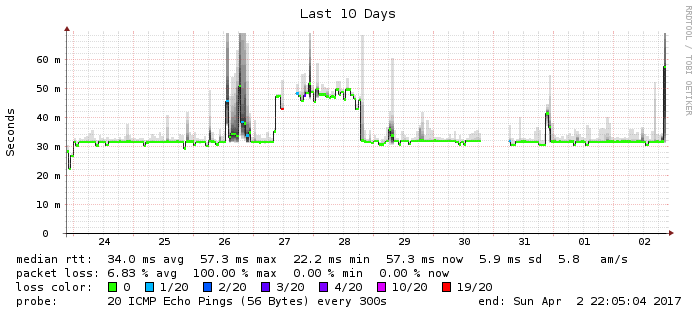 Last 10 Days
RRDTOOL / TOBI OETIKER
Seconds
60 m
50 m
40 m
30 m
20 m
10 m
0
24 25 26 27 28 29 30 31 01 02
median rtt: 34.0 ms avg 57.3 ms max 22.2 ms min 57.3 ms now 5.9 ms sd 5.8 am/s
packet loss: 6.83 % avg 100.00 % max 0.00 % min 0.00 % now
loss color: 0 1/20 2/20 3/20 4/20 10/20 19/20
probe: 20 ICMP Echo Pings (56 Bytes) every 300s end: Sun Apr 2 22:05:04 2017